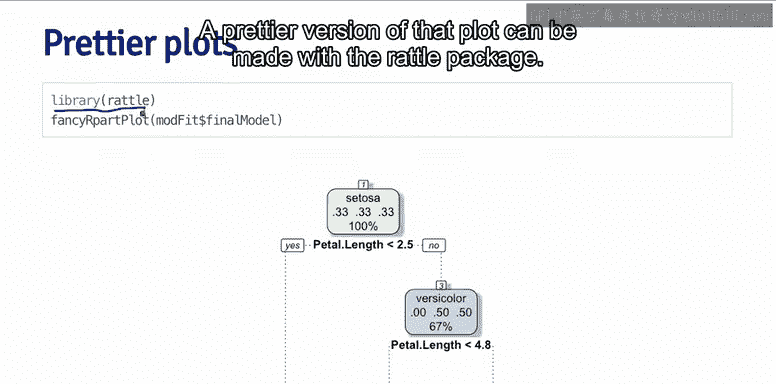 A prettier version of that plot can be
made with the rattle package.
Prettier plots
library(rattle)
fancyRpartPlot(modFit$finalModel)
1
setosa
.33 .33 .33
100%
yes Petal.Length < 2.5 no
3
versicolor
.00 .50 .50
67%
Petal.Length < 4.8